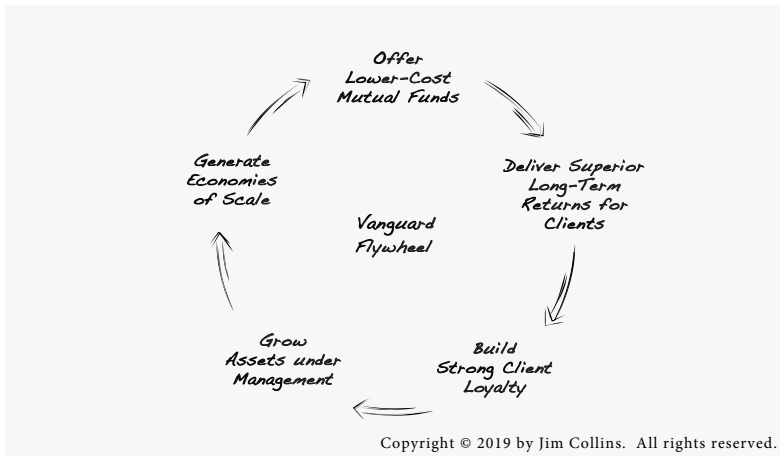 Offer
Lower-Cost
Mutual Funds
Deliver Superior
Long-Term
Returns for
Clients
Build
Strong Client
Loyalty
Grow
Assets under
Management
Generate
Economies
of Scale
Vanguard
Flywheel
Copyright © 2019 by Jim Collins. All rights reserved.